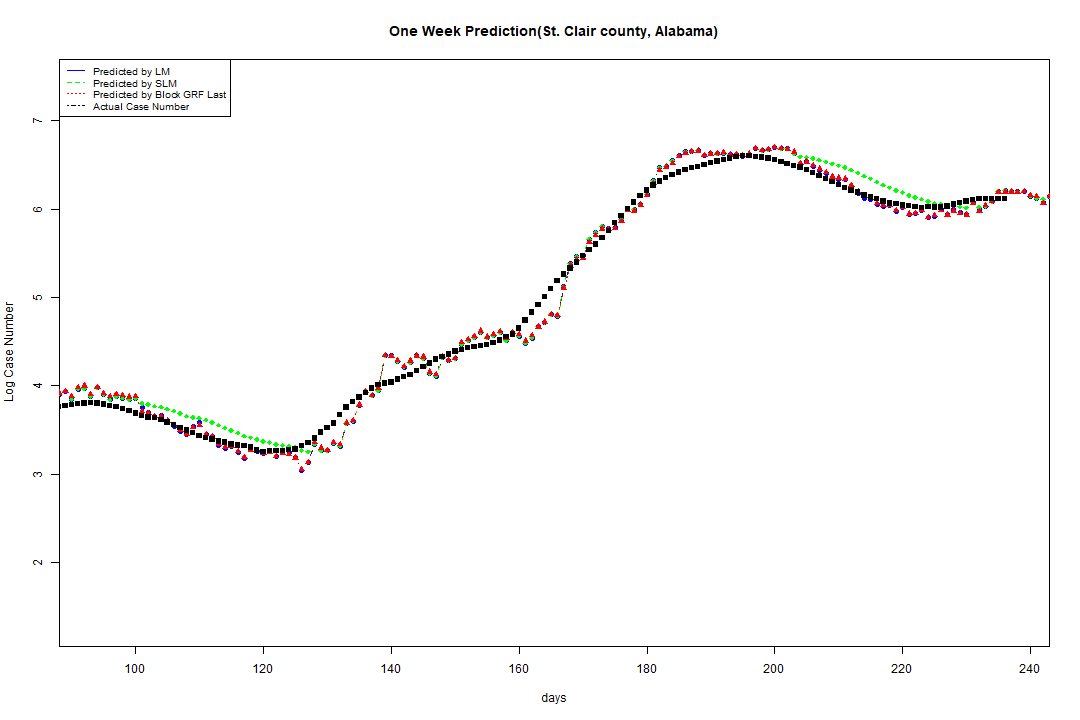 One Week Prediction(St. Clair county, Alabama)
Predicted by LM
Predicted by SLM
Predicted by Block GRF Last
Actual Case Number
7
6
5
4
3
2
Log Case Number
100 120 140 160 180 200 220 240
days